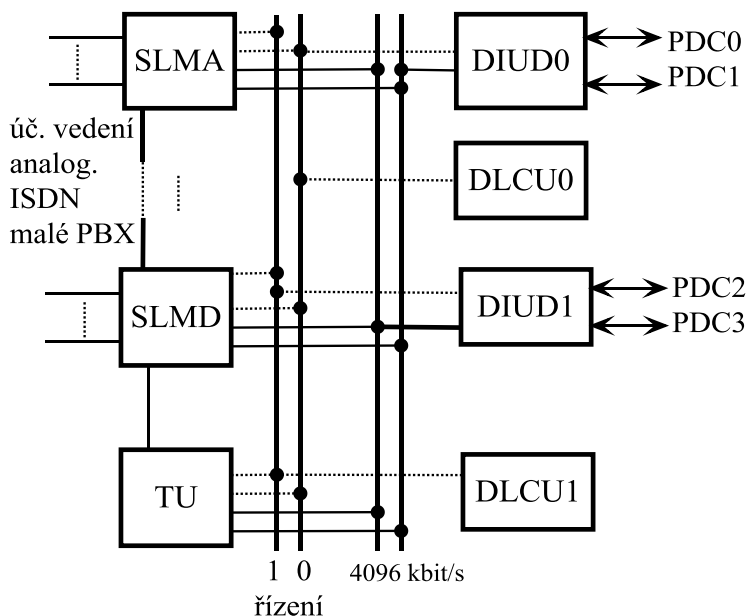 SLMA
DIUD0
PDC0
PDC1
úč. vedení
analog.
ISDN
malé PBX
DLCU0
SLMD
DIUD1
PDC2
PDC3
TU
DLCU1
1 0 4096 kbit/s
řízení